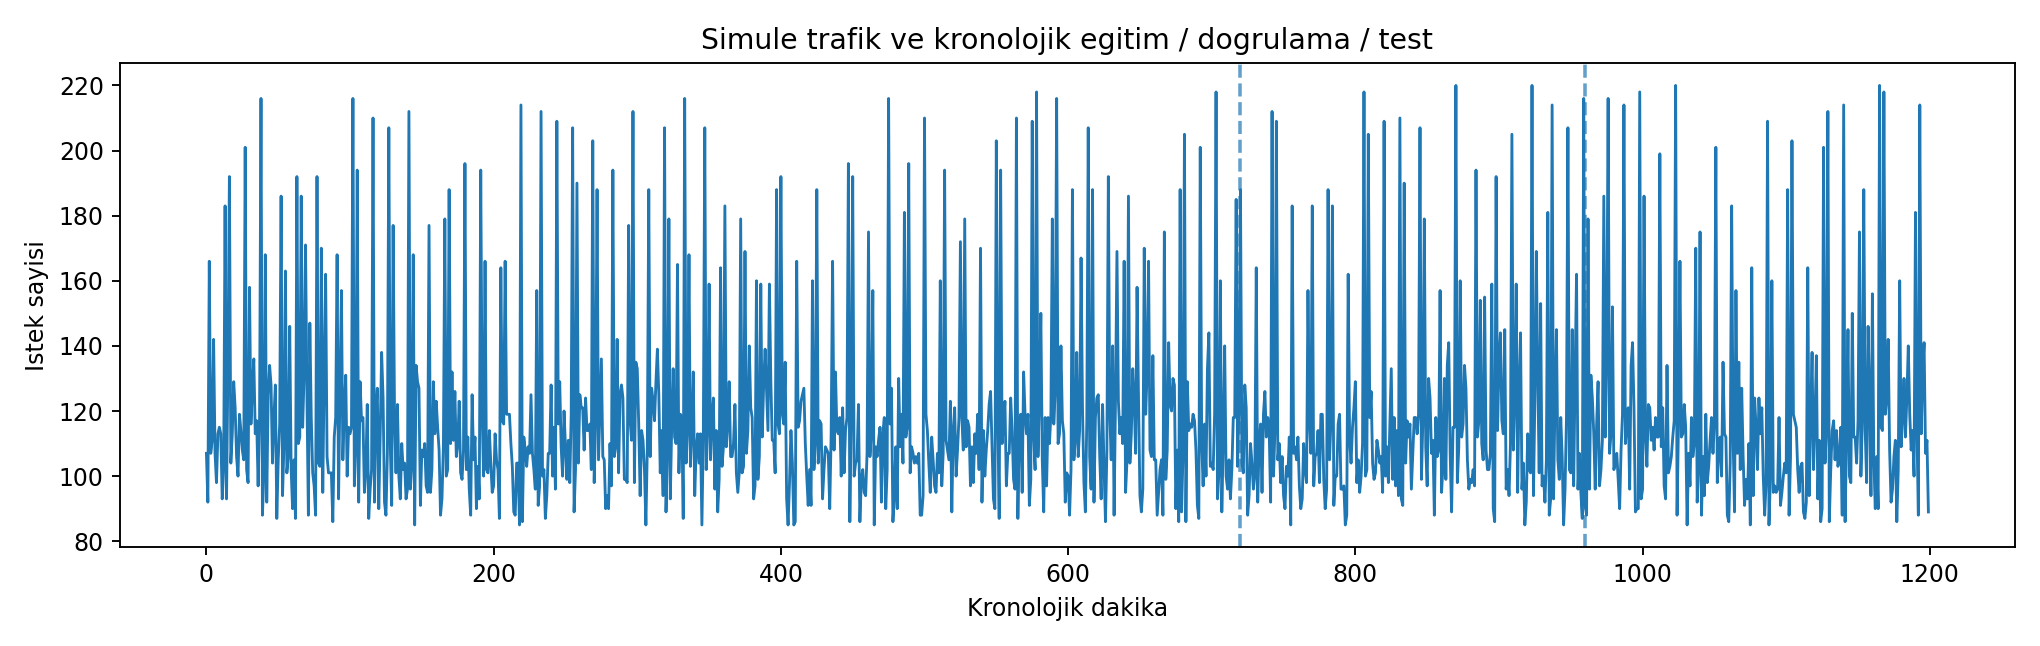 Simule trafik ve kronolojik egitim / dogrulama / test
220
200
180
160
140
120
100
80
Istek sayisi
0 200 400 600 800 1000 1200
Kronolojik dakika